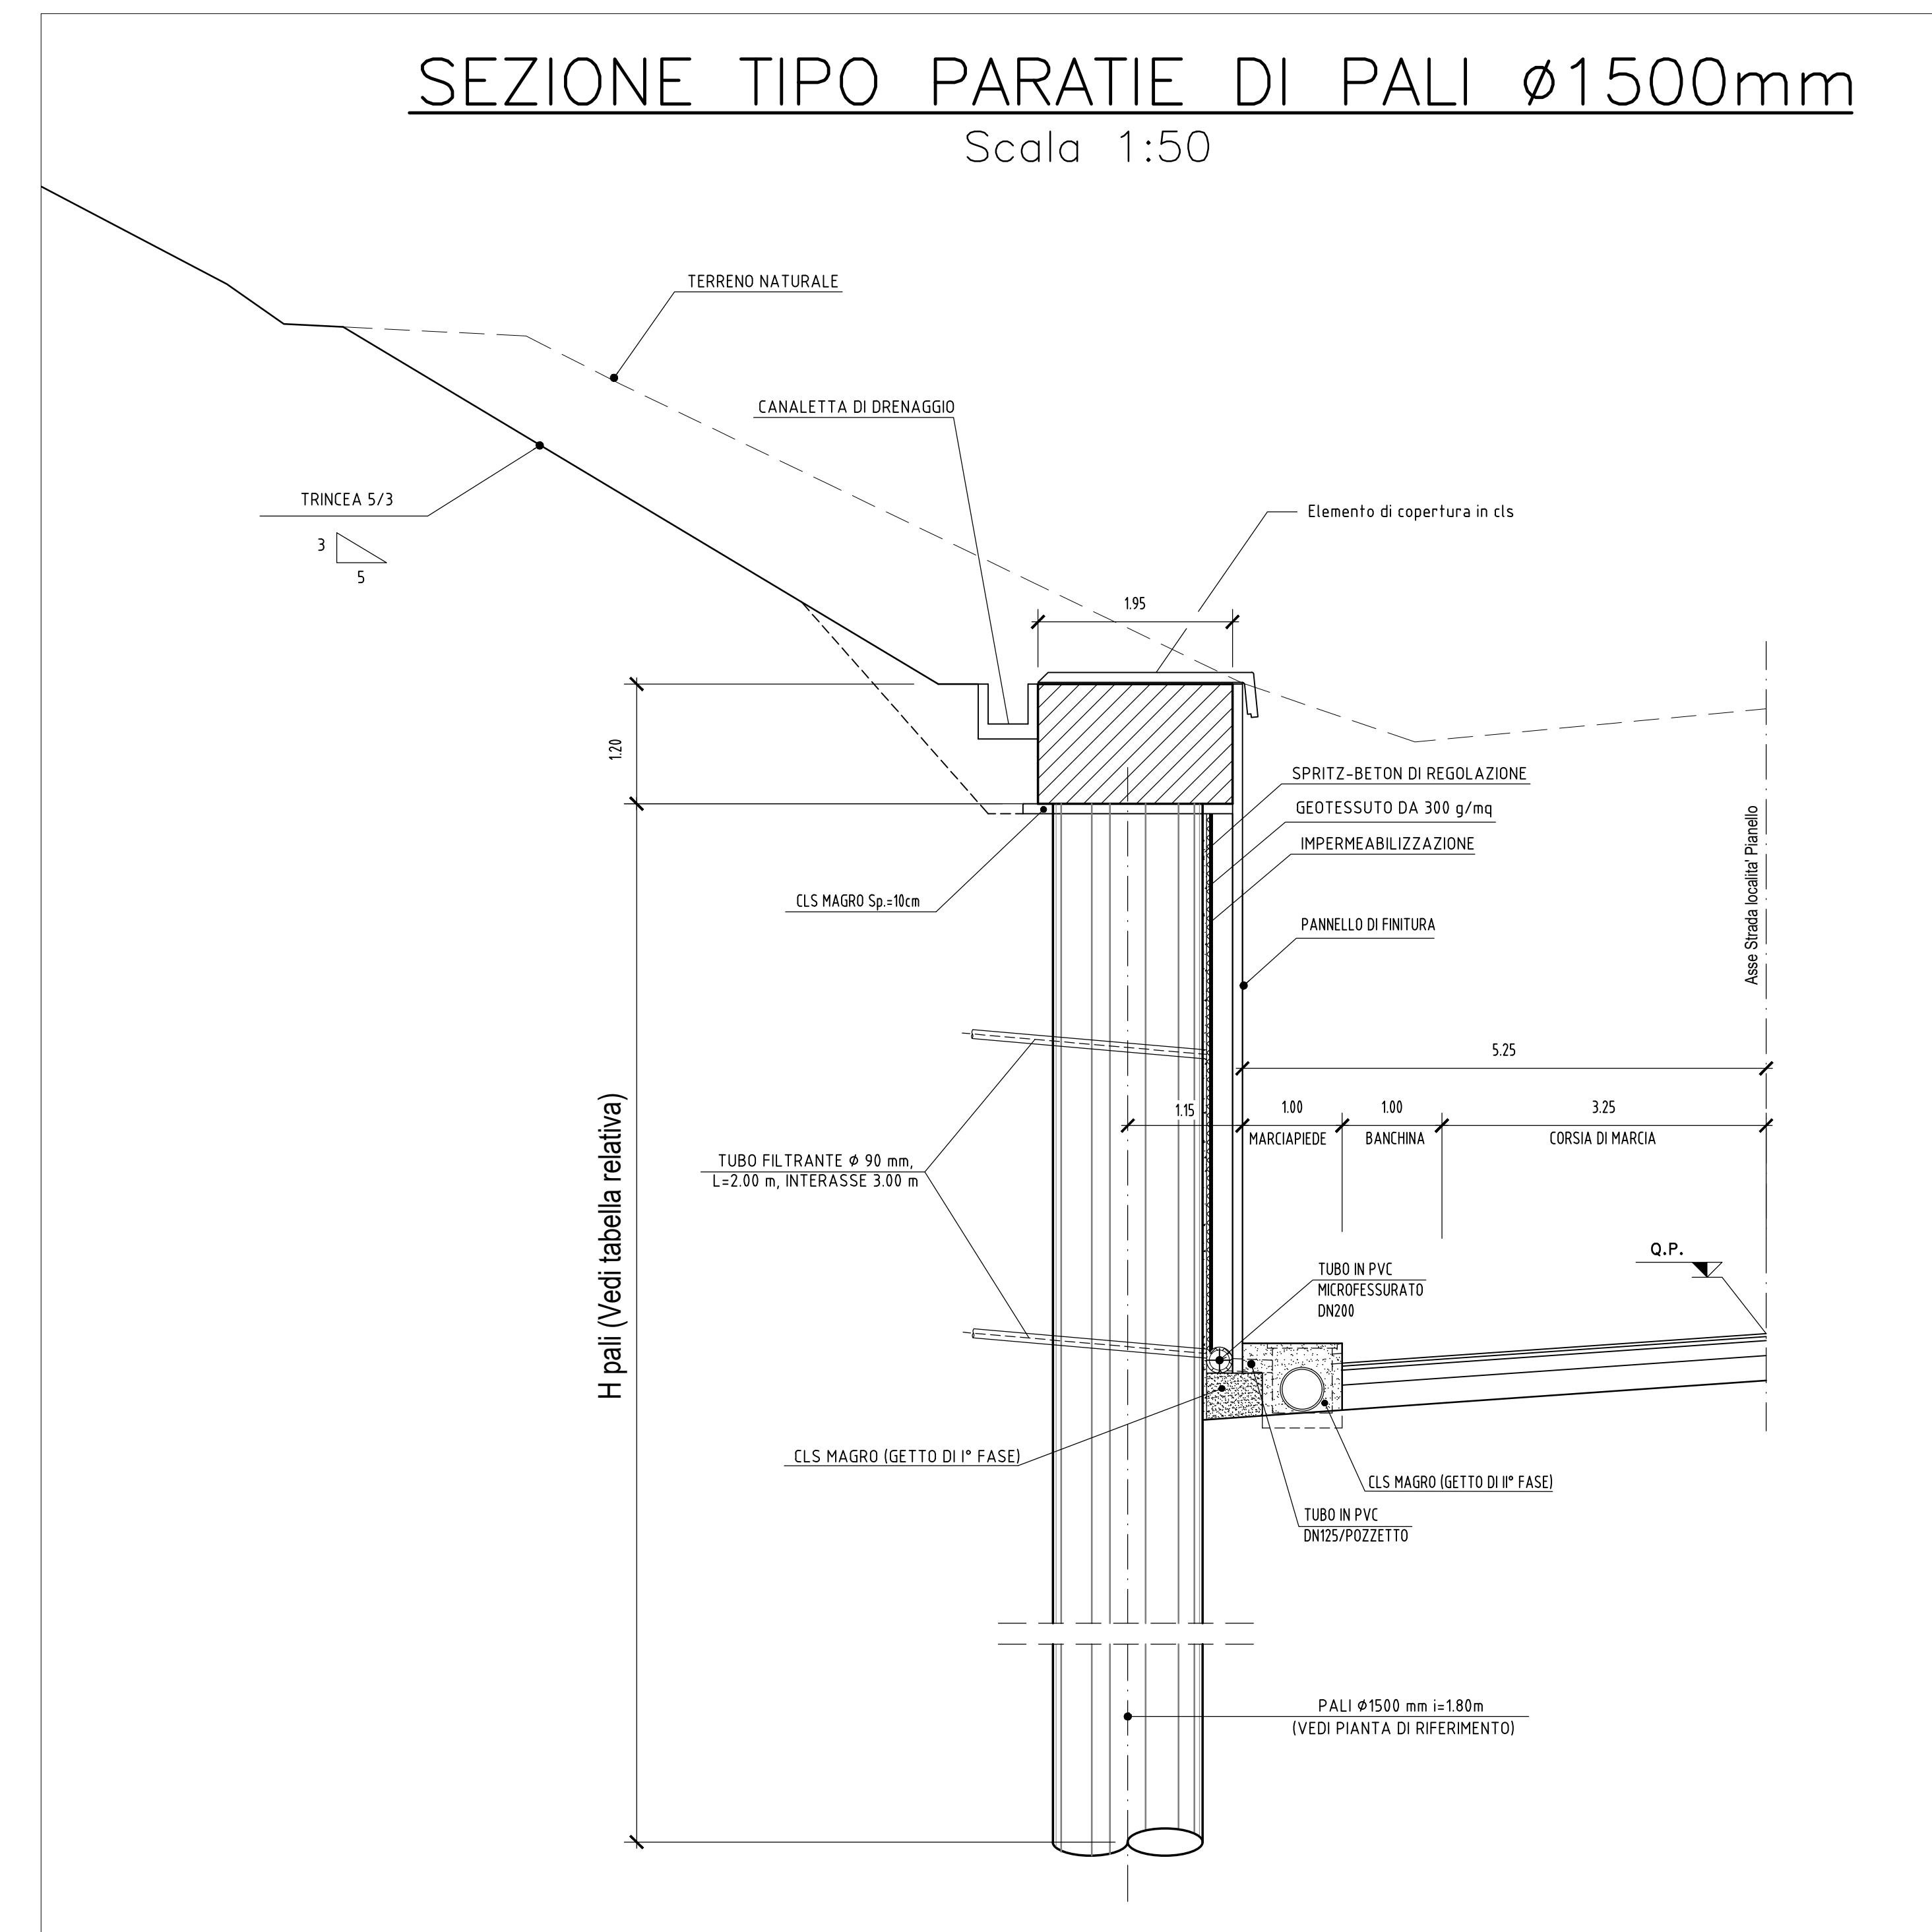 SEZIONE TIPO PARATIE DI PALI ø1500mm
Scala 1:50
TERRENO NATURALE
CANALETTA DI DRENAGGIO
TRINCEA 5/3
3
5
Elemento di copertura in cls
1.95
1.20
SPRITZ-BETON DI REGOLAZIONE
GEOTESSUTO DA 300 g/mq
IMPERMEABILIZZAZIONE
CLS MAGRO Sp.=10cm
PANNELLO DI FINITURA
Asse Strada localita' Pianello
5.25
1.15
1.00
1.00
3.25
MARCIAPIEDE
BANCHINA
CORSIA DI MARCIA
H pali (Vedi tabella relativa)
TUBO FILTRANTE ø 90 mm,
L=2.00 m, INTERASSE 3.00 m
Q.P.
TUBO IN PVC
MICROFESSURATO
DN200
CLS MAGRO (GETTO DI I° FASE)
CLS MAGRO (GETTO DI II° FASE)
TUBO IN PVC
DN125/POZZETTO
PALI ø1500 mm i=1.80m
(VEDI PIANTA DI RIFERIMENTO)